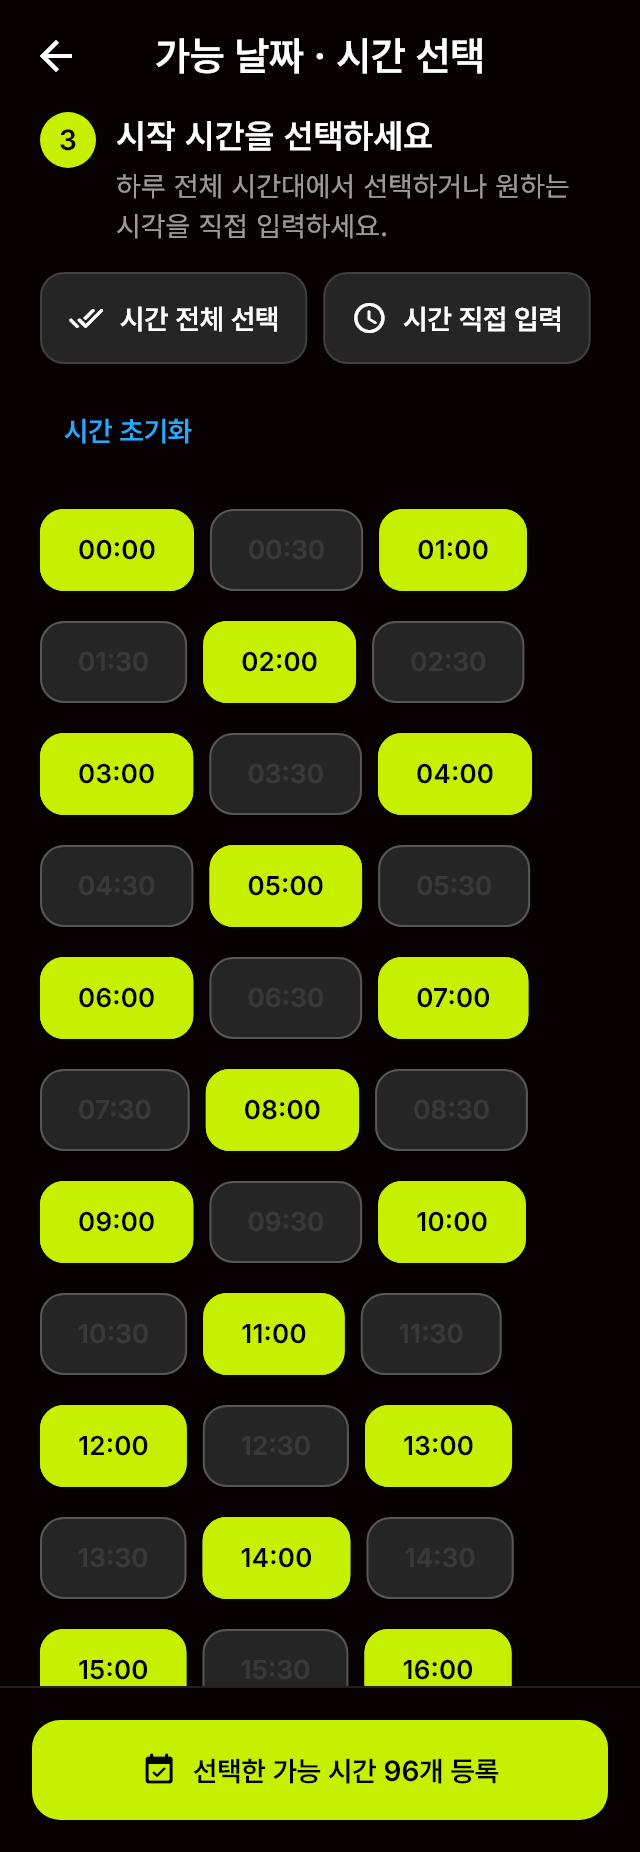 가능 날짜 · 시간 선택
3 시작 시간을 선택하세요
하루 전체 시간대에서 선택하거나 원하는
시각을 직접 입력하세요.
시간 전체 선택 시간 직접 입력
시간 초기화
00:00 00:30 01:00
01:30 02:00 02:30
03:00 03:30 04:00
04:30 05:00 05:30
06:00 06:30 07:00
07:30 08:00 08:30
09:00 09:30 10:00
10:30 11:00 11:30
12:00 12:30 13:00
13:30 14:00 14:30
15:00 15:30 16:00
선택한 가능 시간 96개 등록